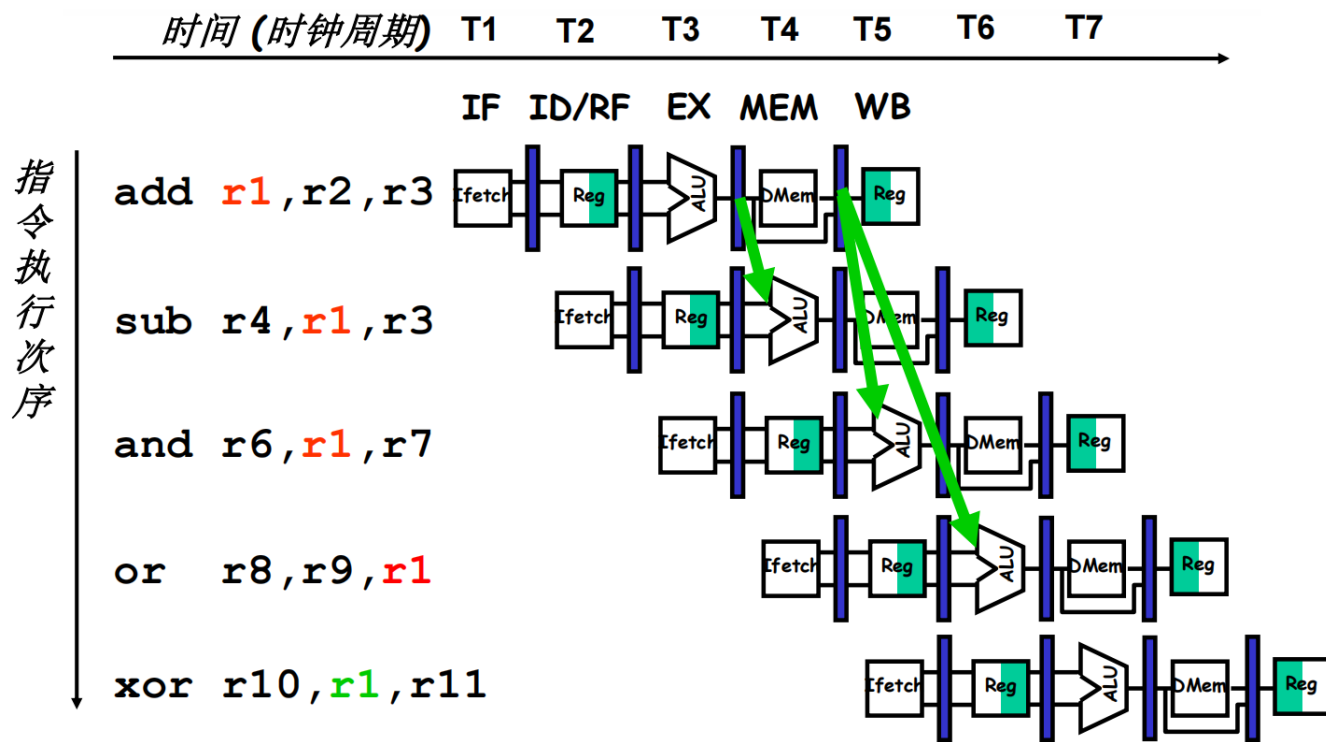 时间 (时钟周期) T1 T2 T3 T4 T5 T6 T7
IF ID/RF EX MEM WB
指令执行次序
add r1,r2,r3 Ifetch Reg ALU DMem Reg
sub r4,r1,r3 Ifetch Reg ALU DMem Reg
and r6,r1,r7 Ifetch Reg ALU DMem Reg
or r8,r9,r1 Ifetch Reg ALU DMem Reg
xor r10,r1,r11 Ifetch Reg ALU DMem Reg